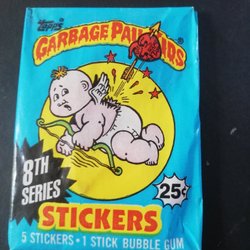 Topps
GARBAGE PAIL KIDS
8TH
SERIES
25¢
STICKERS
5 STICKERS • 1 STICK BUBBLE GUM